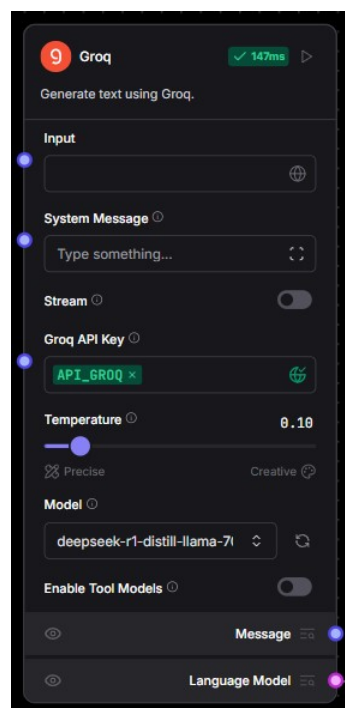 Groq
147ms
Generate text using Groq.
Input
System Message
Type something...
Stream
Groq API Key
API_GROQ ×
Temperature 0.10
Precise Creative
Model
deepseek-r1-distill-llama-7
Enable Tool Models
Message
Language Model